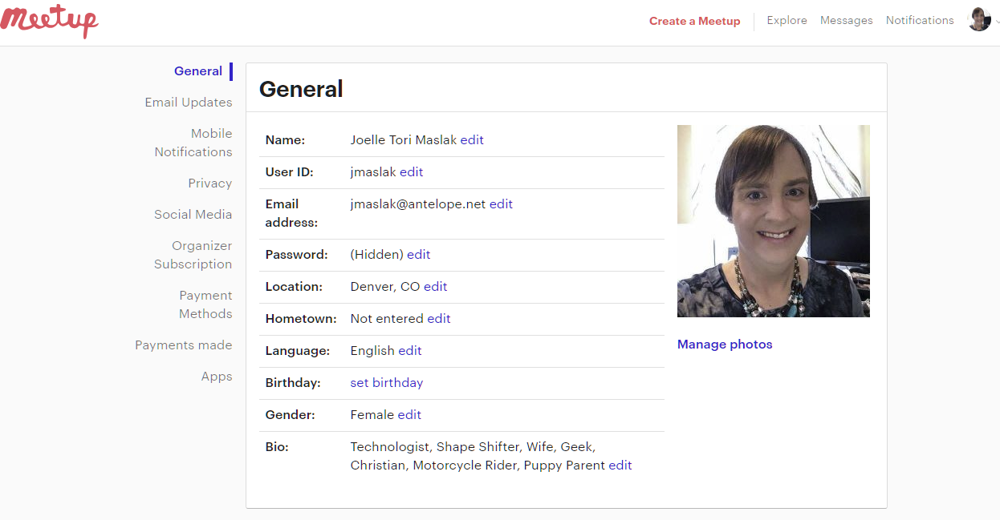 Meetup
Create a Meetup
Explore
Messages
Notifications
General
Email Updates
Mobile
Notifications
Privacy
Social Media
Organizer
Subscription
Payment
Methods
Payments made
Apps
General
Name: Joelle Tori Maslak edit
User ID: jmaslak edit
Email jmaslak@antelope.net edit
address:
Password: (Hidden) edit
Location: Denver, CO edit
Hometown: Not entered edit
Language: English edit
Birthday: set birthday
Gender: Female edit
Bio: Technologist, Shape Shifter, Wife, Geek,
Christian, Motorcycle Rider, Puppy Parent edit
Manage photos